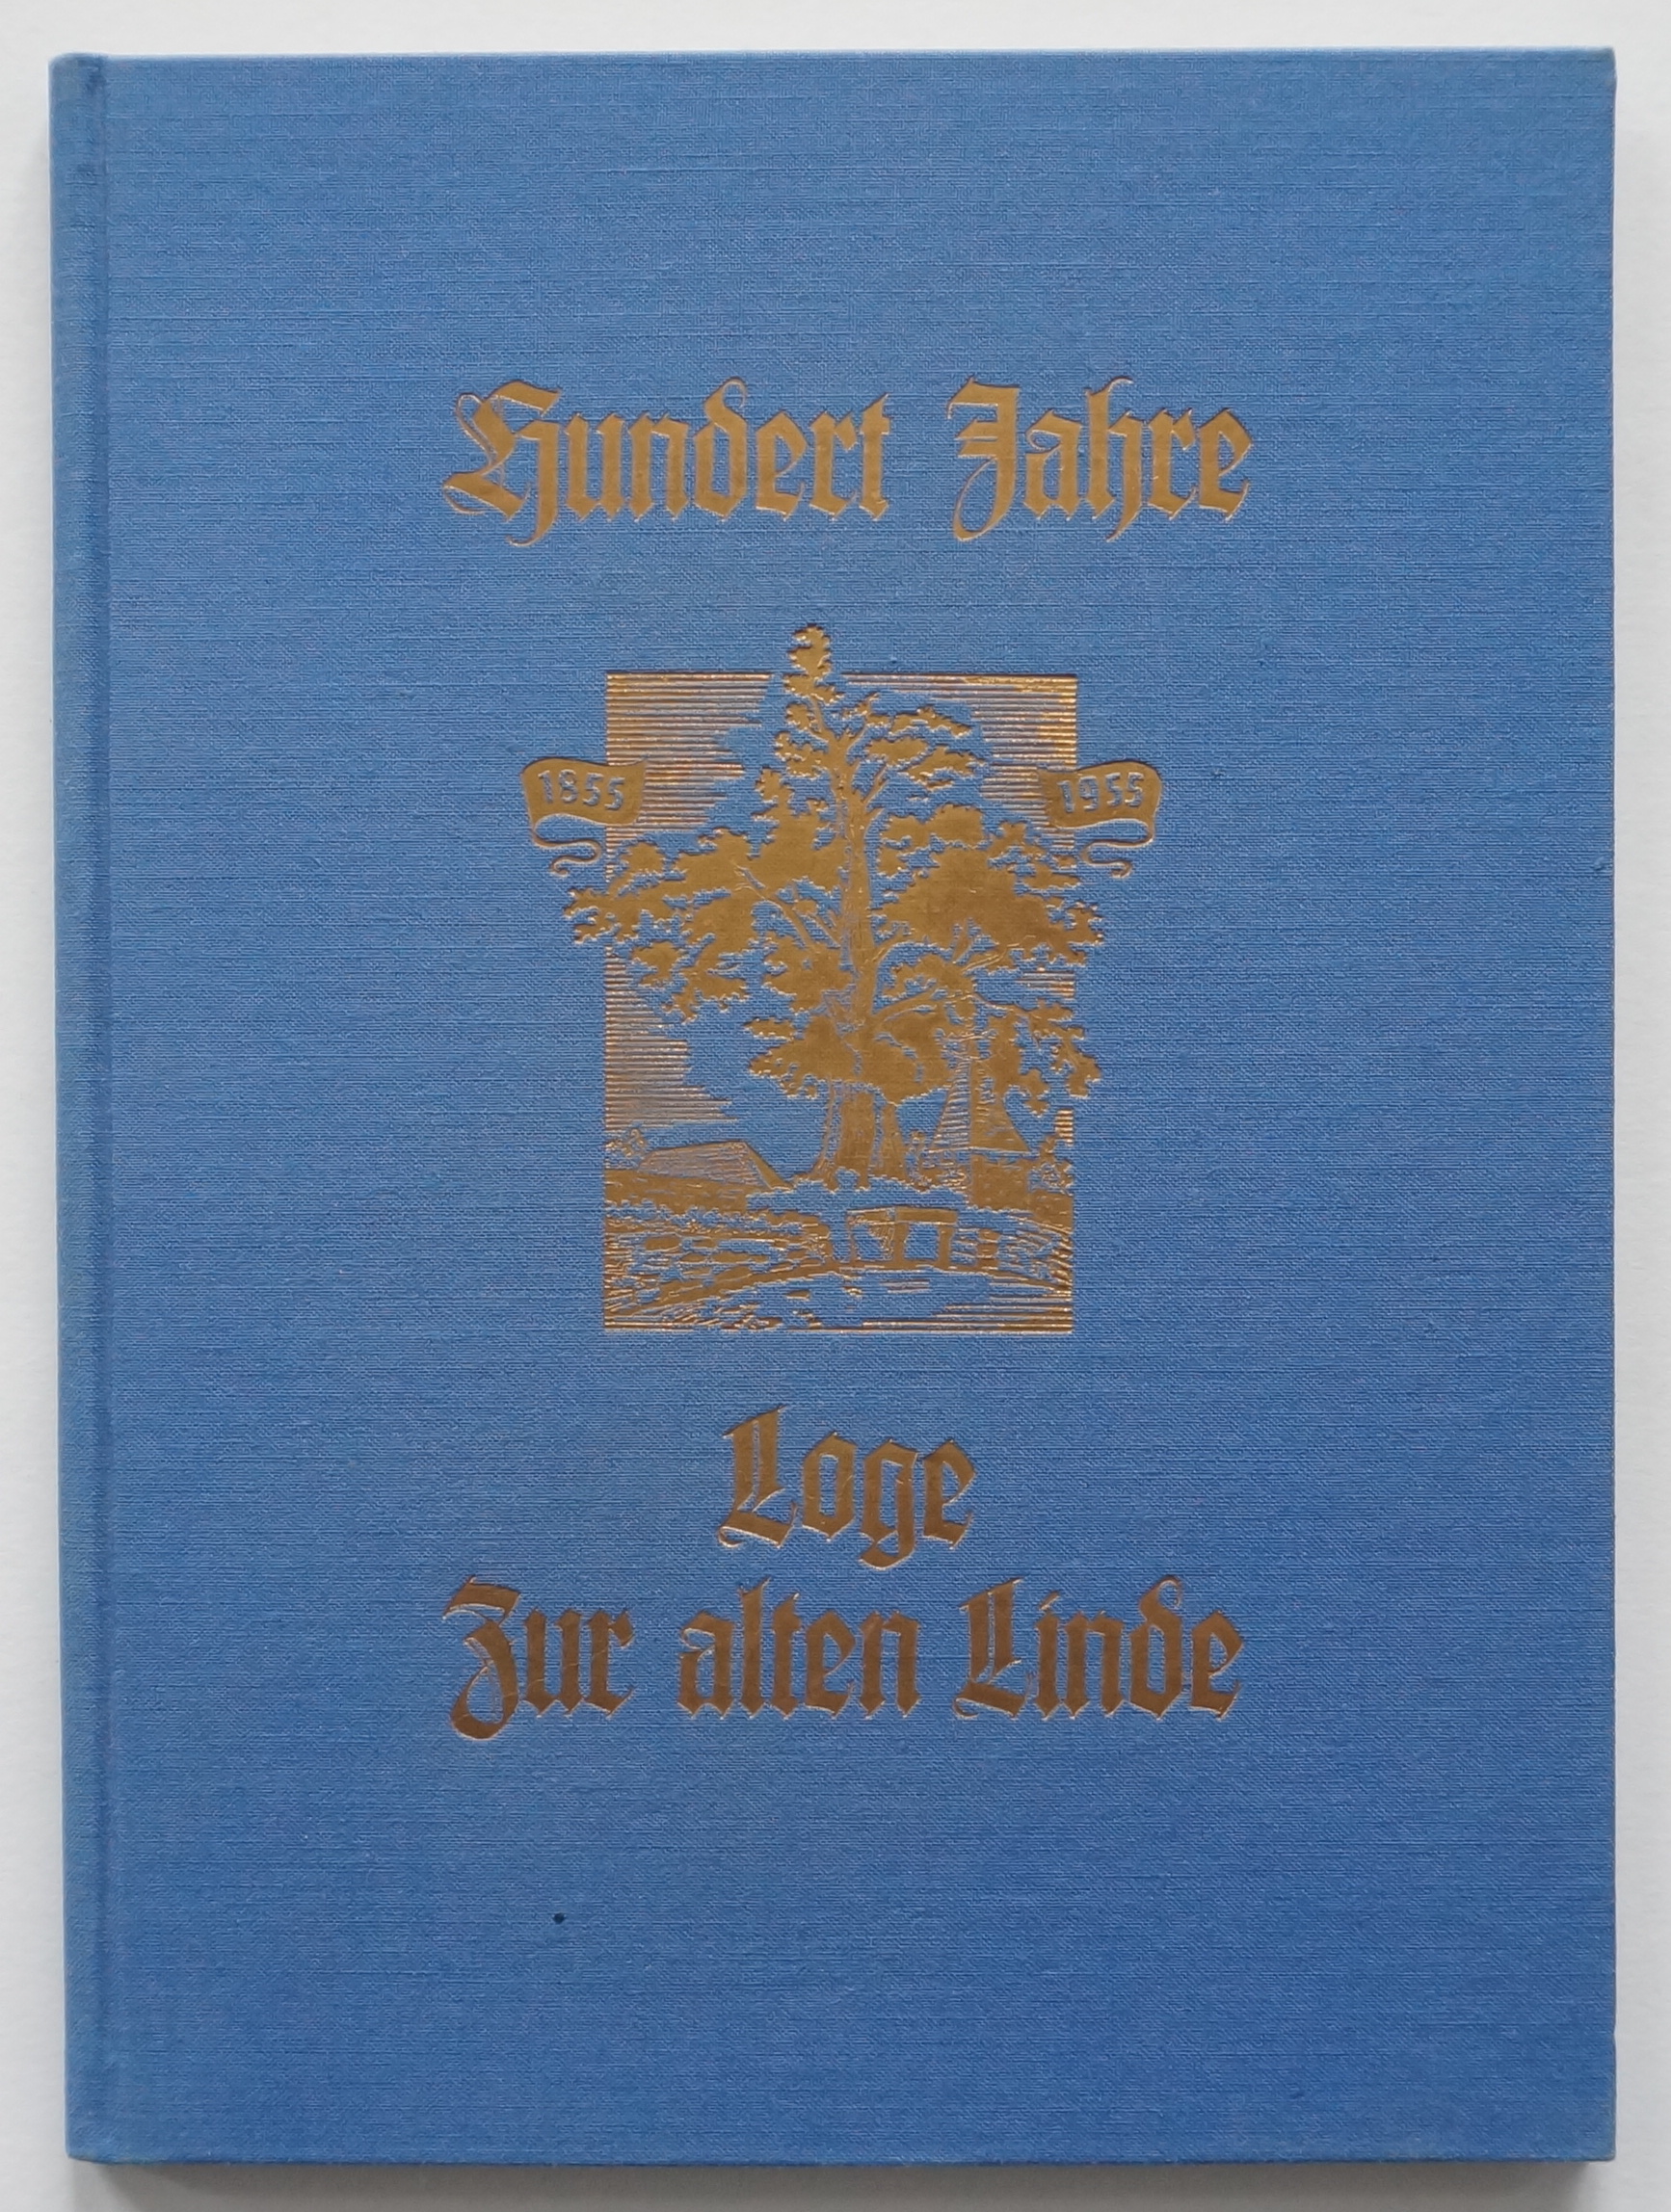 Hundert Jahre
1855 1955
Loge
Zur alten Linde